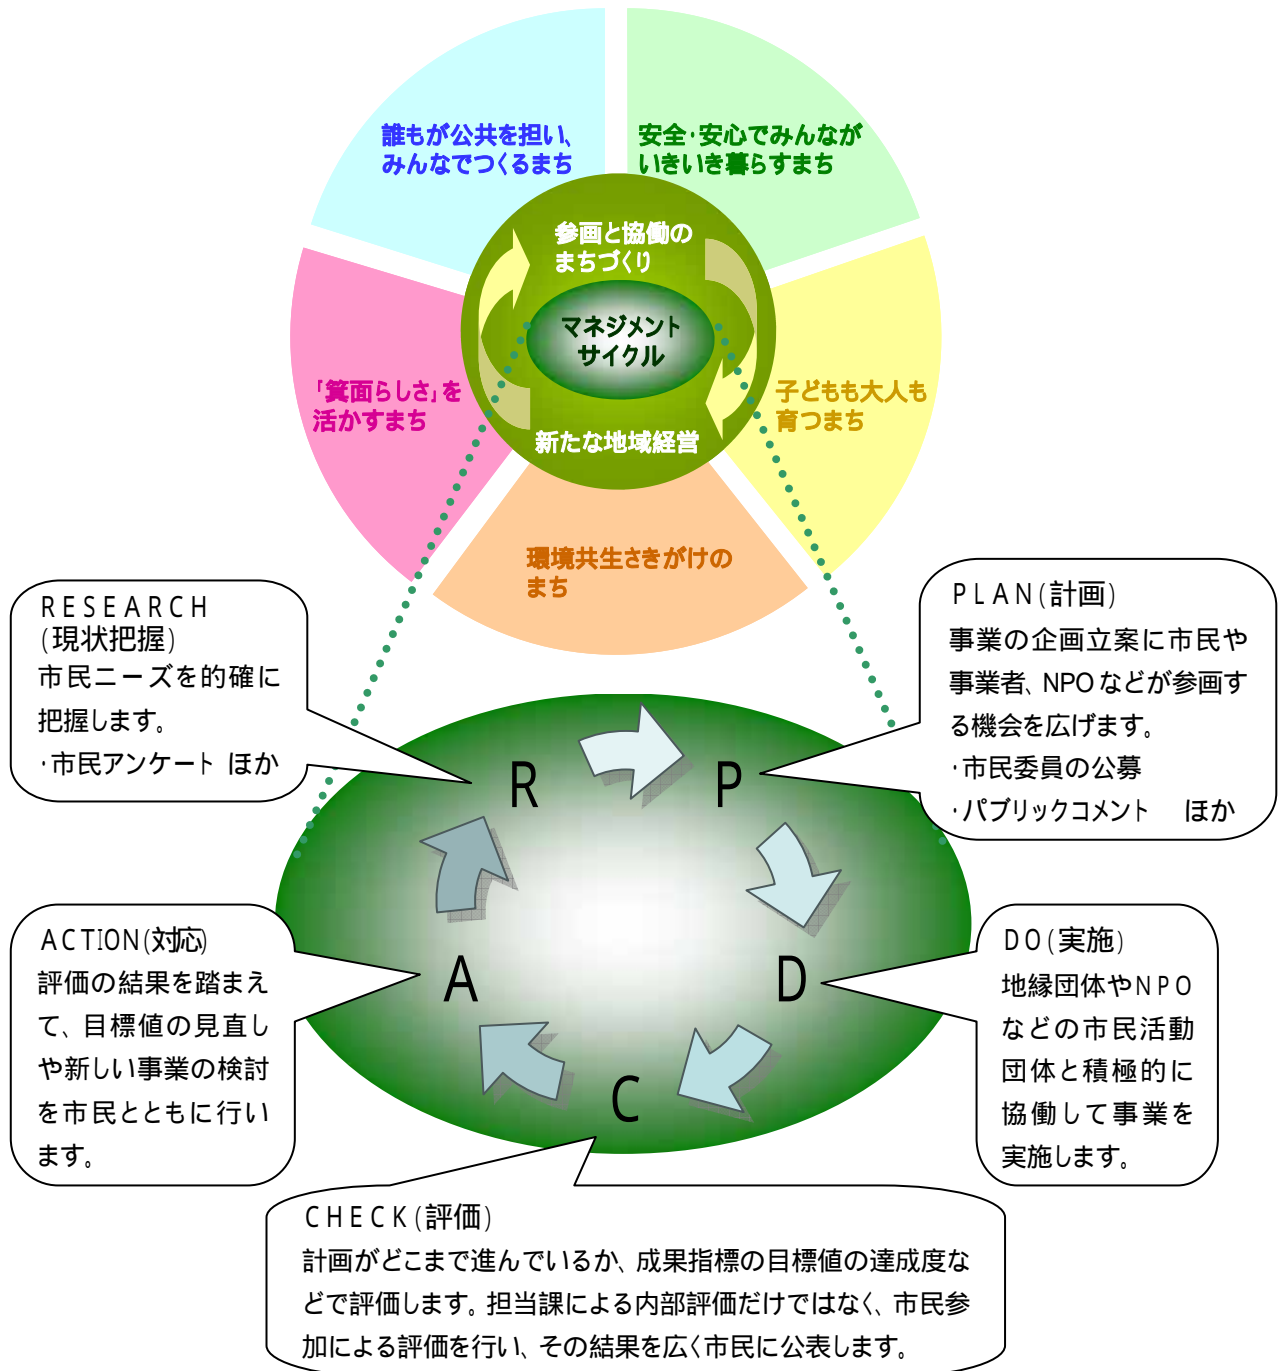 誰もが公共を担い、
みんなでつくるまち
安全・安心でみんなが
いきいき暮らすまち
参画と協働の
まちづくり
マネジメント
サイクル
新たな地域経営
「箕面らしさ」を
活かすまち
子どもも大人も
育つまち
環境共生さきがけの
まち
RESEARCH
(現状把握)
市民ニーズを的確に
把握します。
・市民アンケート ほか
PLAN(計画)
事業の企画立案に市民や
事業者、NPOなどが参画す
る機会を広げます。
・市民委員の公募
・パブリックコメント ほか
R
P
A
D
C
ACTION(対応)
評価の結果を踏まえ
て、目標値の見直し
や新しい事業の検討
を市民とともに行い
ます。
DO(実施)
地縁団体やNPO
などの市民活動
団体と積極的に
協働して事業を
実施します。
CHECK(評価)
計画がどこまで進んでいるか、成果指標の目標値の達成度な
どで評価します。担当課による内部評価だけではなく、市民参
加による評価を行い、その結果を広く市民に公表します。